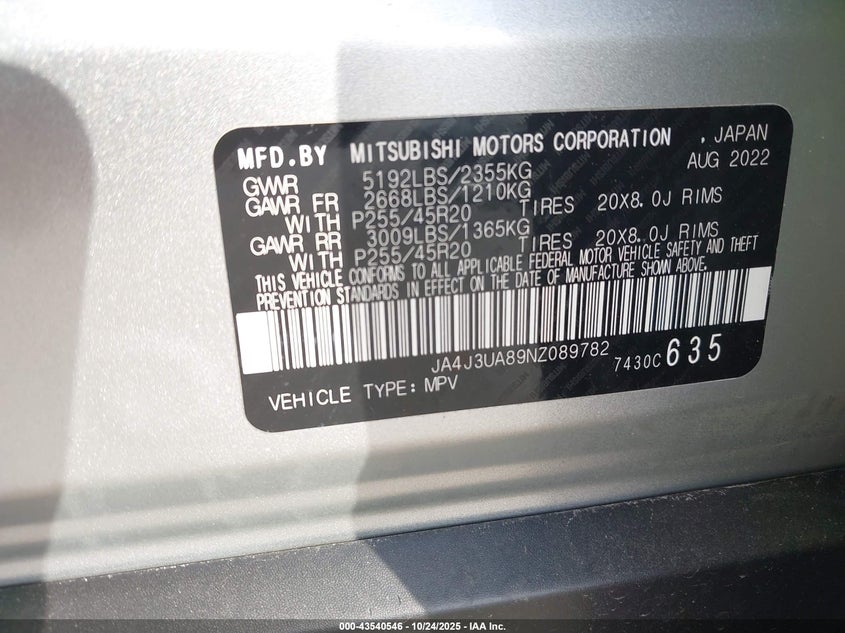 MFD.BY MITSUBISHI MOTORS CORPORATION , JAPAN
AUG 2022
GVWR 5192LBS/2355KG
GAWR FR 2668LBS/1210KG
WITH P255/45R20 TIRES 20X8.0J RIMS
GAWR RR 3009LBS/1365KG
WITH P255/45R20 TIRES 20X8.0J RIMS
THIS VEHICLE CONFORMS TO ALL APPLICABLE FEDERAL MOTOR VEHICLE SAFETY AND THEFT
PREVENTION STANDARDS IN EFFECT ON THE DATE OF MANUFACTURE SHOWN ABOVE.
JA4J3UA89NZ089782 7430C 635
VEHICLE TYPE: MPV
000-43540546 - 10/24/2025 - IAA Inc.